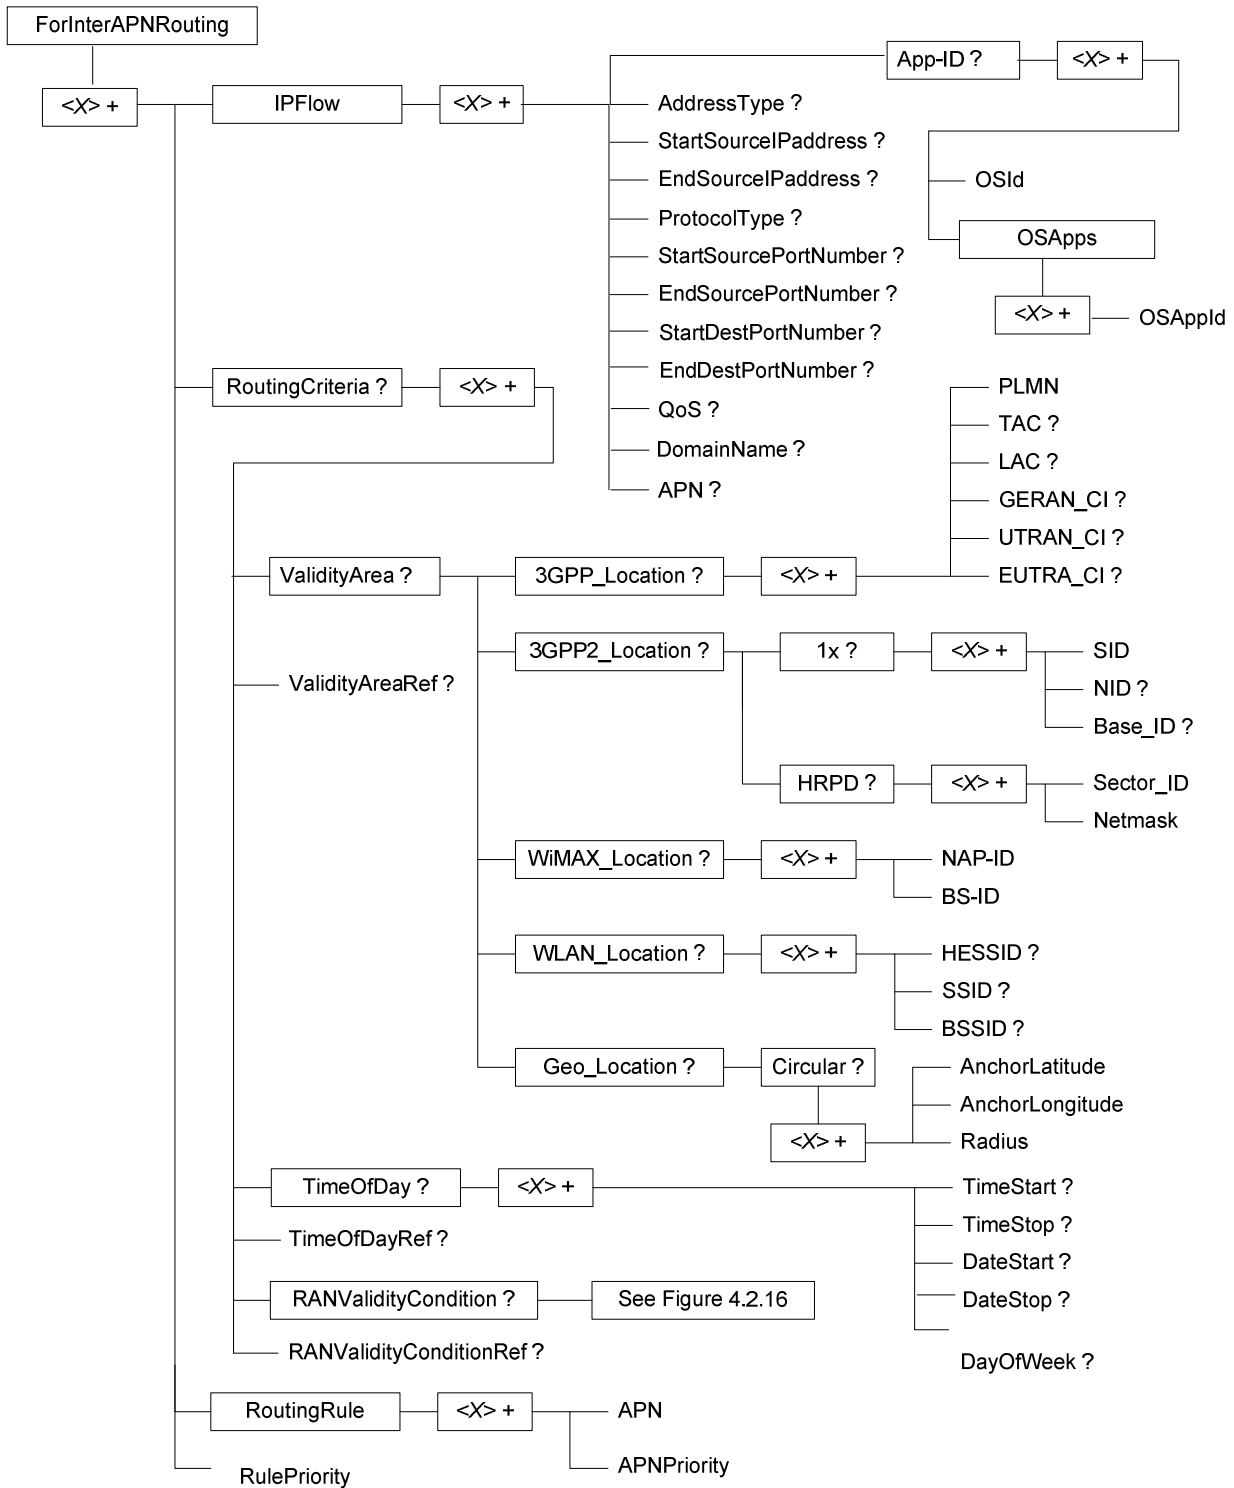 ForInterAPNRouting
<X> +
IPFlow
<X> +
App-ID ?
<X> +
OSId
OSApps
<X> +
OSAppId
AddressType ?
StartSourceIPaddress ?
EndSourceIPaddress ?
ProtocolType ?
StartSourcePortNumber ?
EndSourcePortNumber ?
StartDestPortNumber ?
EndDestPortNumber ?
QoS ?
DomainName ?
APN ?
RoutingCriteria ?
<X> +
ValidityArea ?
3GPP_Location ?
<X> +
PLMN
TAC ?
LAC ?
GERAN_CI ?
UTRAN_CI ?
EUTRA_CI ?
3GPP2_Location ?
1x ?
<X> +
SID
NID ?
Base_ID ?
HRPD ?
<X> +
Sector_ID
Netmask
WiMAX_Location ?
<X> +
NAP-ID
BS-ID
WLAN_Location ?
<X> +
HESSID ?
SSID ?
BSSID ?
Geo_Location ?
Circular ?
<X> +
AnchorLatitude
AnchorLongitude
Radius
ValidityAreaRef ?
TimeOfDay ?
<X> +
TimeStart ?
TimeStop ?
DateStart ?
DateStop ?
DayOfWeek ?
TimeOfDayRef ?
RANValidityCondition ?
See Figure 4.2.16
RANValidityConditionRef ?
RoutingRule
<X> +
APN
APNPriority
RulePriority